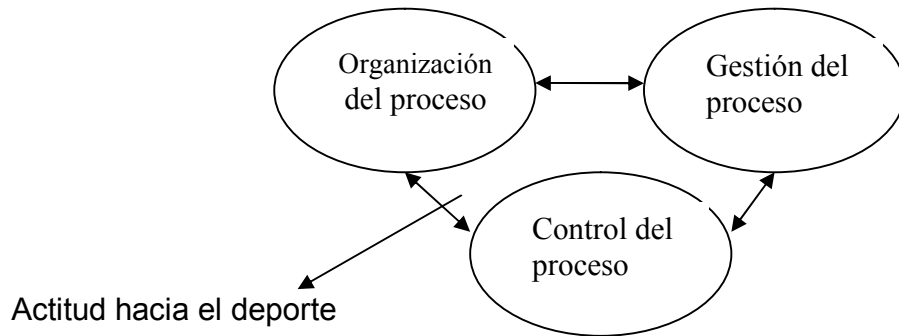 Organización
del proceso
Gestión del
proceso
Control del
proceso
Actitud hacia el deporte